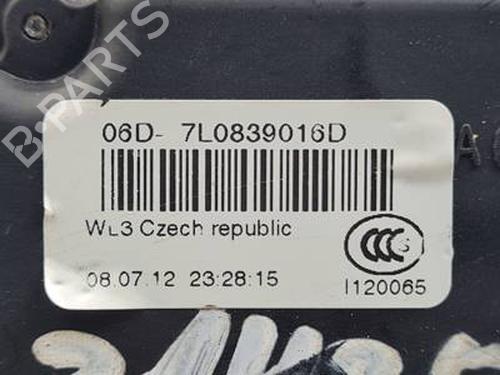 06D- 7L0839016D
WL3 Czech republic
08.07.12 23:28:15
I120065
B-PARTS